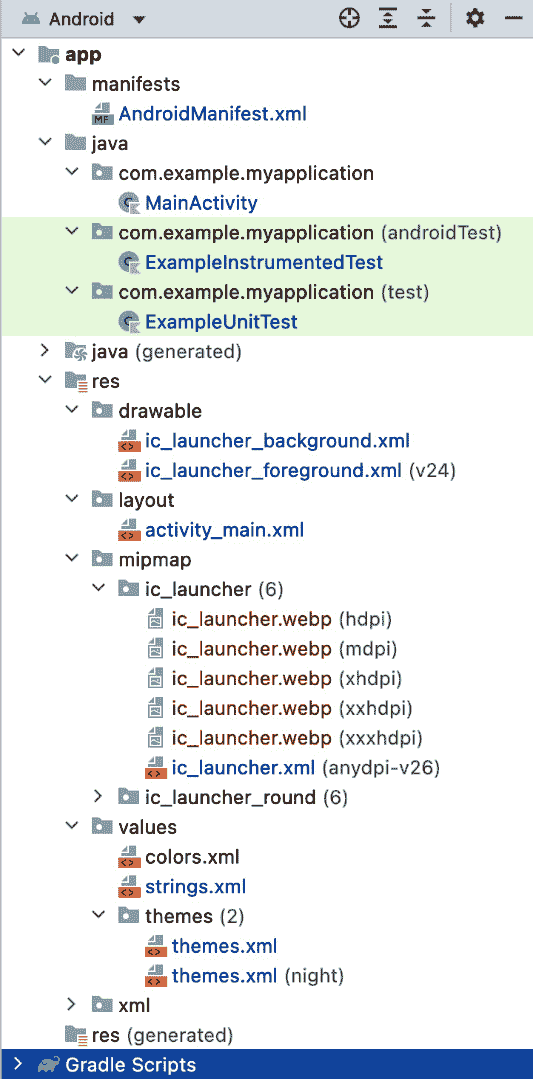 Android
app
manifests
MF AndroidManifest.xml
java
com.example.myapplication
MainActivity
com.example.myapplication (androidTest)
ExampleInstrumentedTest
com.example.myapplication (test)
ExampleUnitTest
java (generated)
res
drawable
ic_launcher_background.xml
ic_launcher_foreground.xml (v24)
layout
activity_main.xml
mipmap
ic_launcher (6)
ic_launcher.webp (hdpi)
ic_launcher.webp (mdpi)
ic_launcher.webp (xhdpi)
ic_launcher.webp (xxhdpi)
ic_launcher.webp (xxxhdpi)
ic_launcher.xml (anydpi-v26)
ic_launcher_round (6)
values
colors.xml
strings.xml
themes (2)
themes.xml
themes.xml (night)
xml
res (generated)
Gradle Scripts